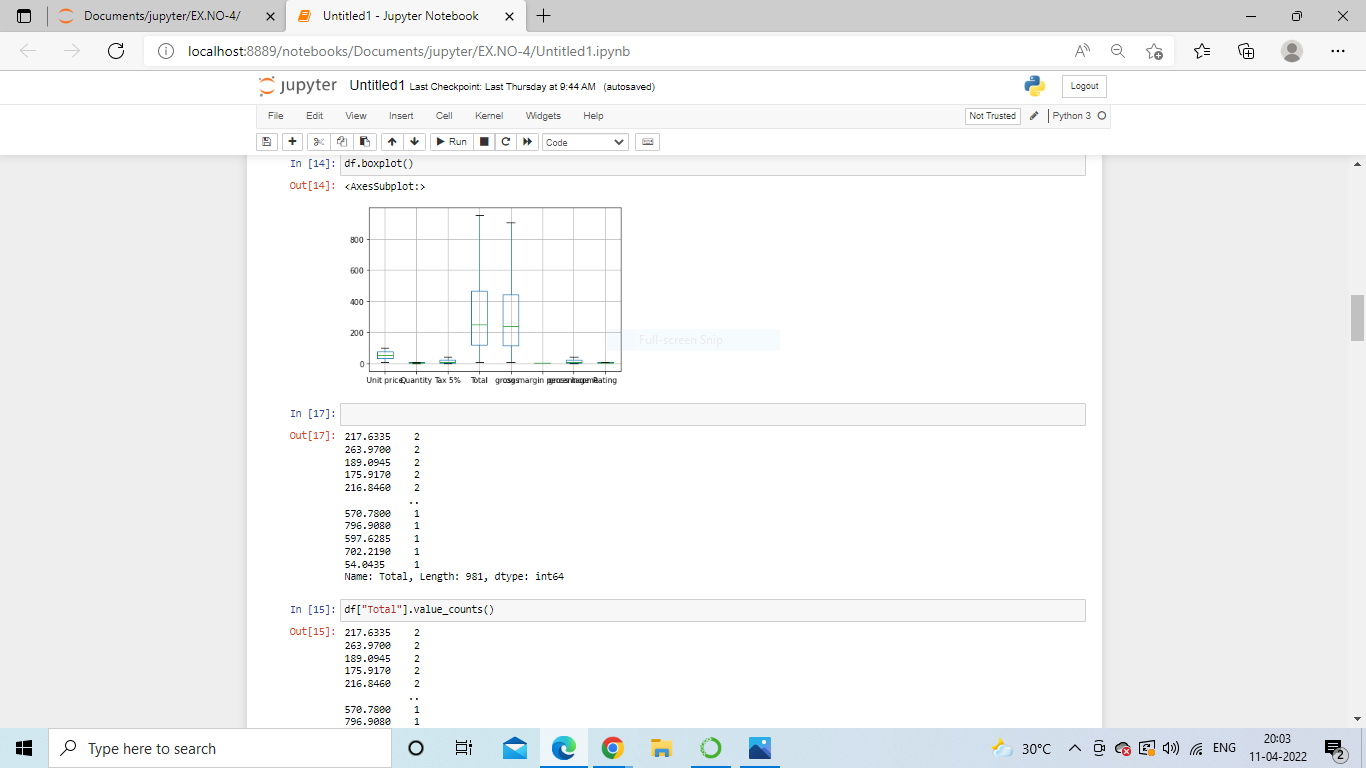 Documents/jupyter/EX.NO-4/
Untitled1 - Jupyter Notebook
localhost:8889/notebooks/Documents/jupyter/EX.NO-4/Untitled1.ipynb
jupyter Untitled1 Last Checkpoint: Last Thursday at 9:44 AM (autosaved)
Logout
File Edit View Insert Cell Kernel Widgets Help
Not Trusted
Python 3
Run
Code
In [14]: df.boxplot()
Out[14]: <AxesSubplot:>
800
600
400
200
0
Full-screen Snip
Unit price Quantity Tax 5% Total cogs gross margin percentage gross income Rating
In [17]:
Out[17]: 217.6335 2
263.9700 2
189.0945 2
175.9170 2
216.8460 2
..
570.7800 1
796.9080 1
597.6285 1
702.2190 1
54.0435 1
Name: Total, Length: 981, dtype: int64
In [15]: df["Total"].value_counts()
Out[15]: 217.6335 2
263.9700 2
189.0945 2
175.9170 2
216.8460 2
..
570.7800 1
796.9080 1
Type here to search
30°C
ENG
20:03
11-04-2022
2